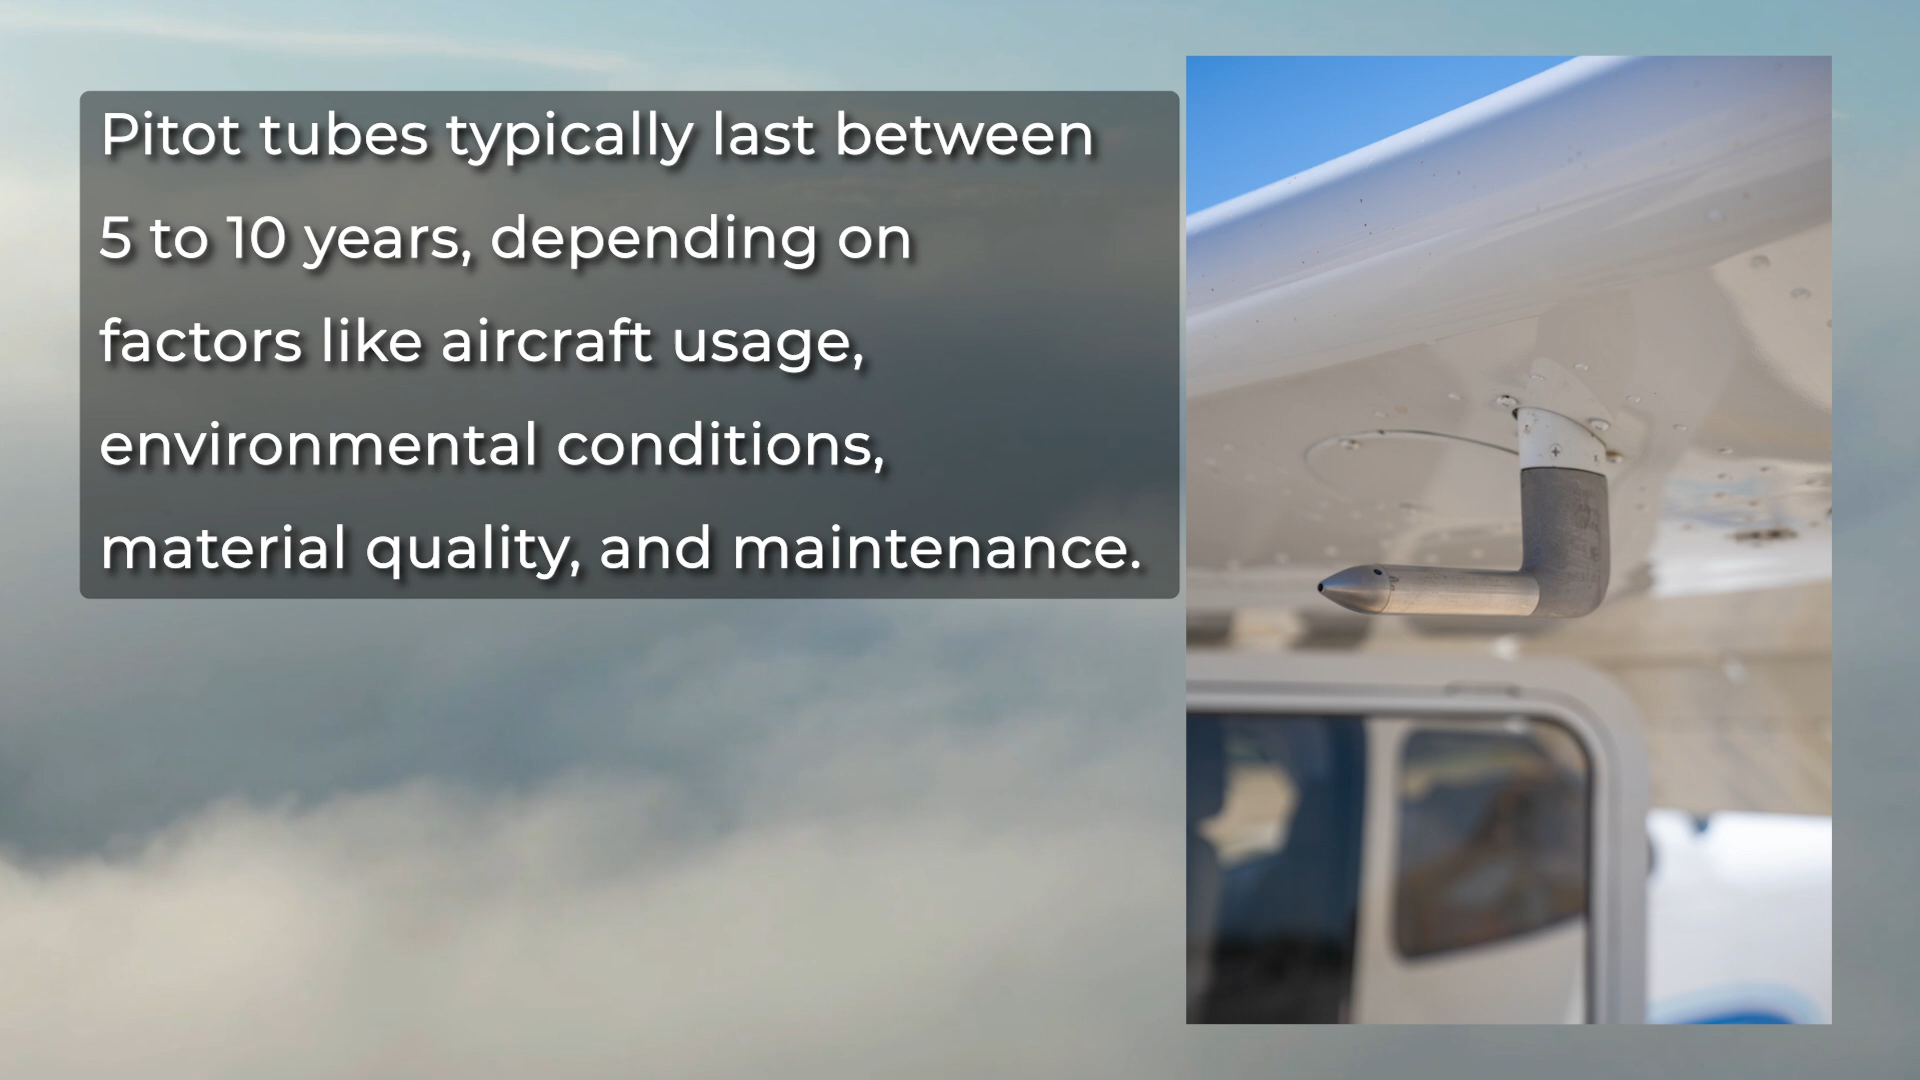 Pitot tubes typically last between
5 to 10 years, depending on
factors like aircraft usage,
environmental conditions,
material quality, and maintenance.